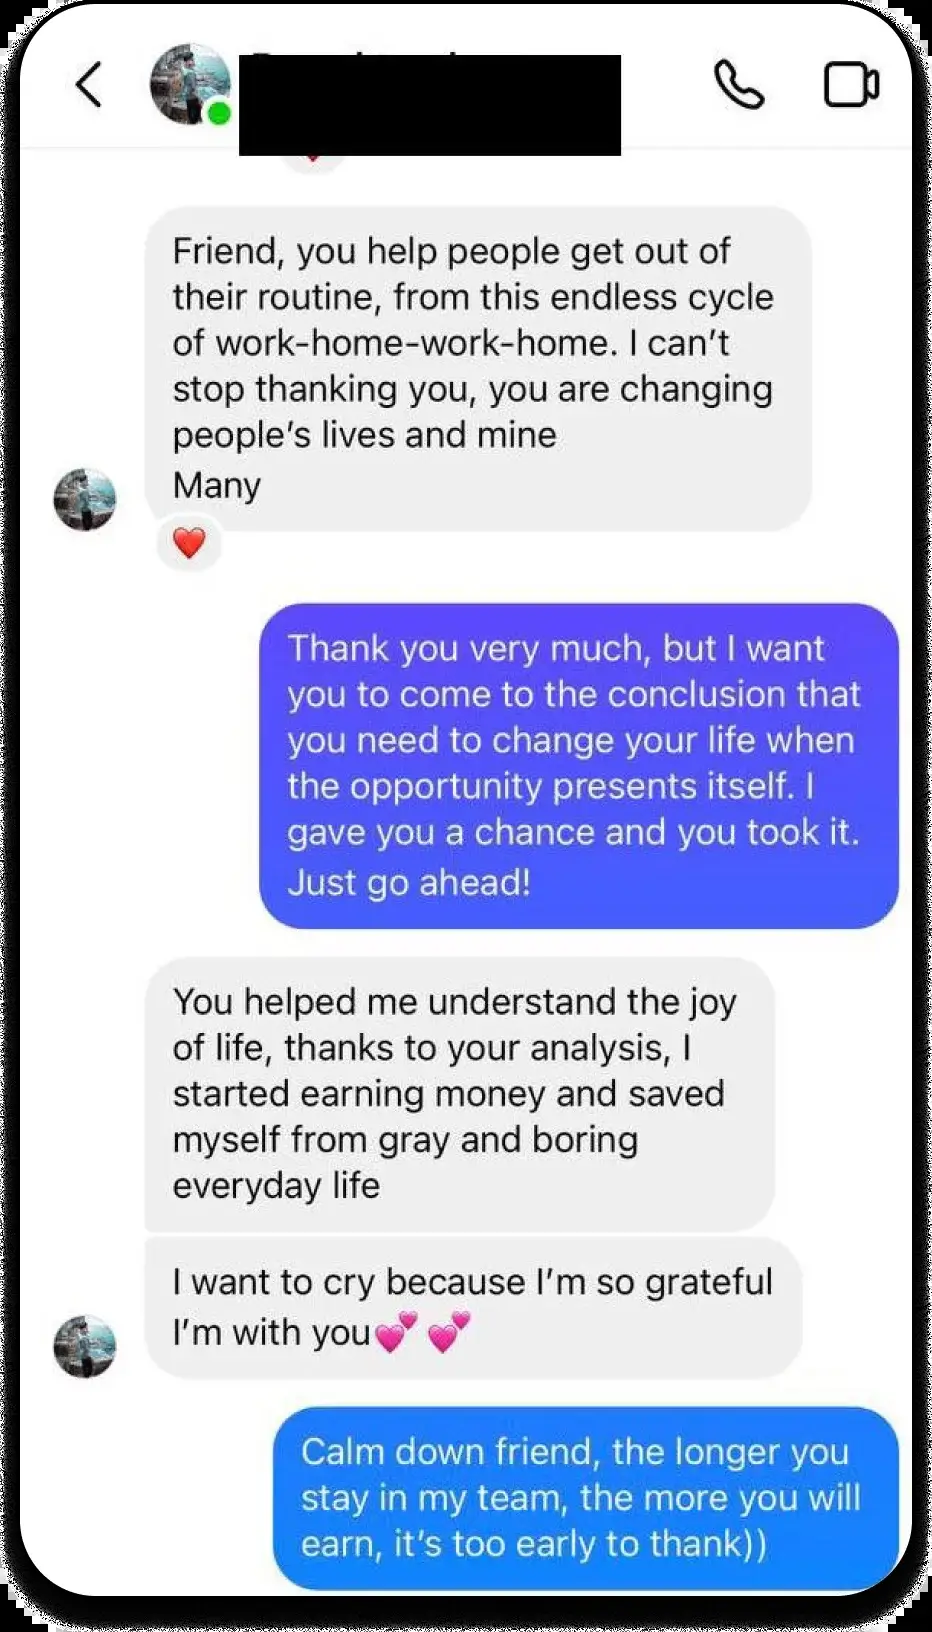 Friend, you help people get out of
their routine, from this endless cycle
of work-home-work-home. I can't
stop thanking you, you are changing
people's lives and mine
Many
Thank you very much, but I want
you to come to the conclusion that
you need to change your life when
the opportunity presents itself. I
gave you a chance and you took it.
Just go ahead!
You helped me understand the joy
of life, thanks to your analysis, I
started earning money and saved
myself from gray and boring
everyday life
I want to cry because I'm so grateful
I'm with you💕 💕
Calm down friend, the longer you
stay in my team, the more you will
earn, it's too early to thank))